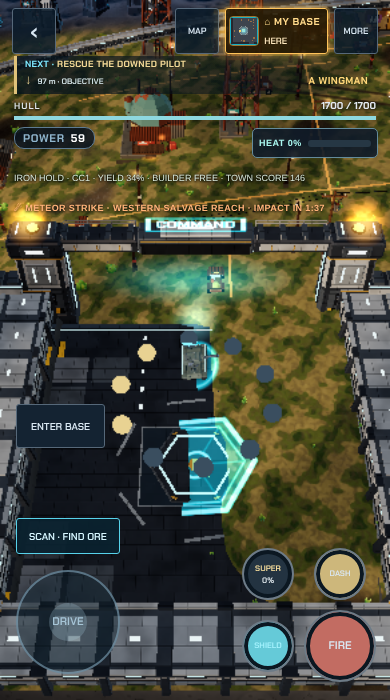 ‹
MAP
⌂ MY BASE
HERE
MORE
NEXT · RESCUE THE DOWNED PILOT
↓ 97 m · OBJECTIVE
A WINGMAN
HULL
1700 / 1700
POWER 59
HEAT 0%
IRON HOLD · CC1 · YIELD 34% · BUILDER FREE · TOWN SCORE 146
METEOR STRIKE · WESTERN SALVAGE REACH · IMPACT IN 1:37
COMMAND
ENTER BASE
SCAN · FIND ORE
SUPER
0%
DASH
DRIVE
SHIELD
FIRE